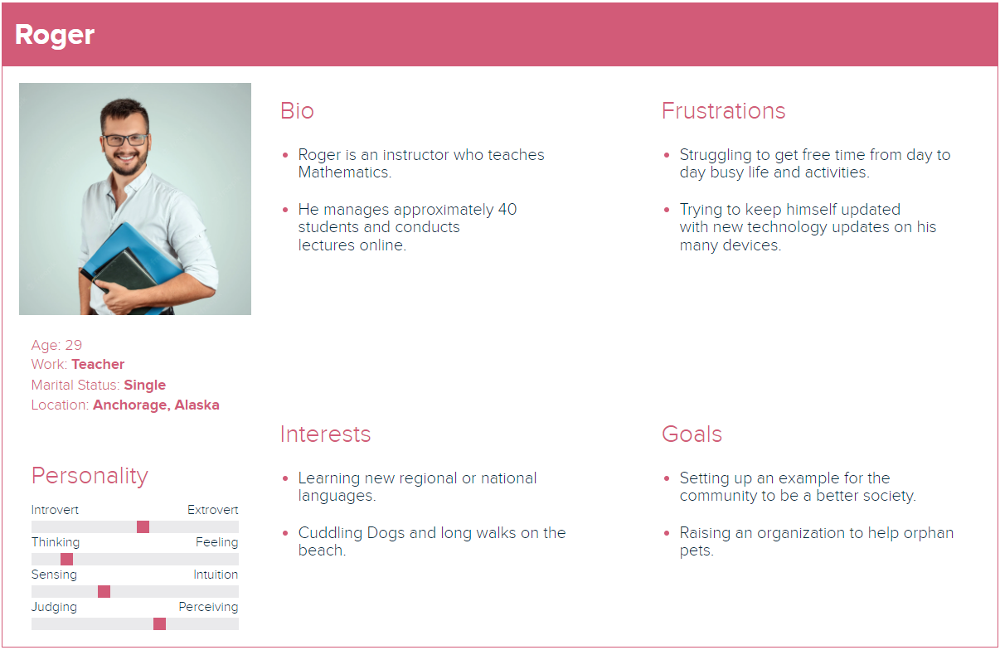 Roger
Age: 29
Work: Teacher
Marital Status: Single
Location: Anchorage, Alaska
Personality
Introvert Extrovert
Thinking Feeling
Sensing Intuition
Judging Perceiving
Bio
• Roger is an instructor who teaches
Mathematics.
• He manages approximately 40
students and conducts
lectures online.
Frustrations
• Struggling to get free time from day to
day busy life and activities.
• Trying to keep himself updated
with new technology updates on his
many devices.
Interests
• Learning new regional or national
languages.
• Cuddling Dogs and long walks on the
beach.
Goals
• Setting up an example for the
community to be a better society.
• Raising an organization to help orphan
pets.